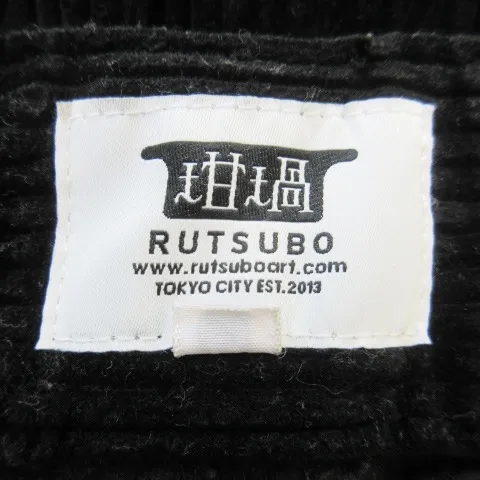 坩堝
RUTSUBO
www.rutsuboart.com
TOKYO CITY EST.2013